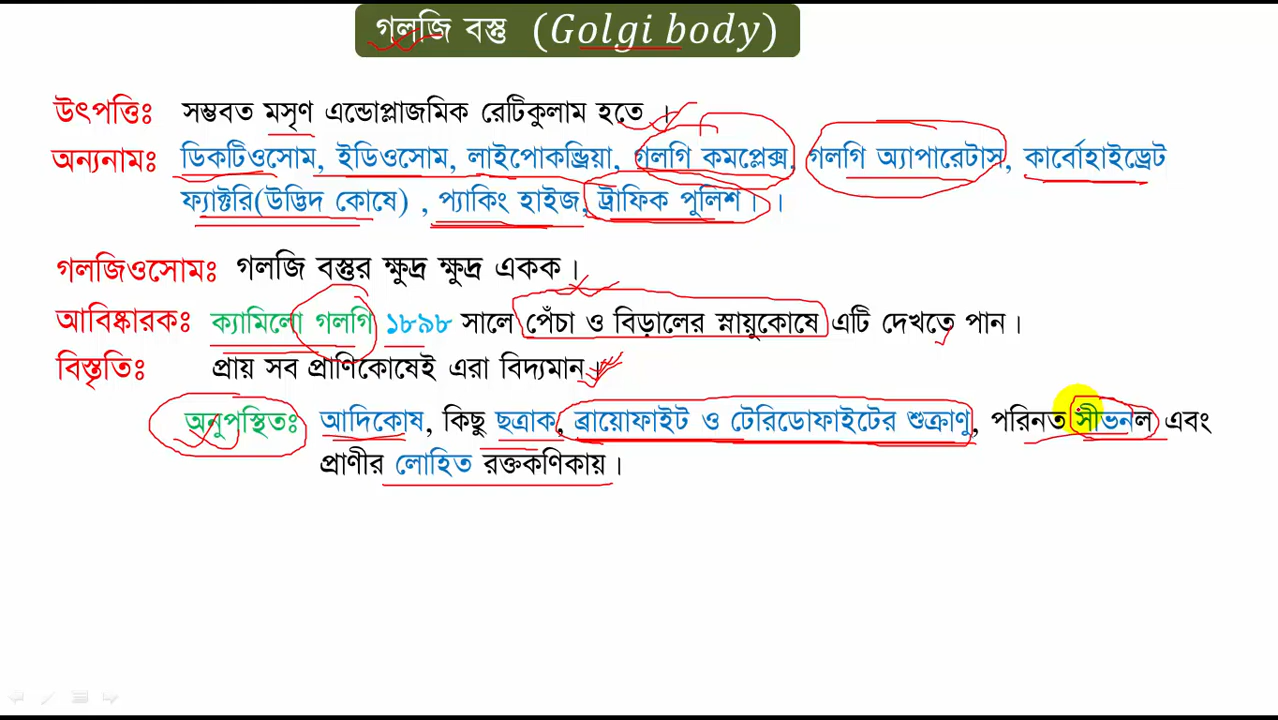 গলজি বস্তু (Golgi body)
উৎপত্তিঃ সম্ভবত মসৃণ এন্ডোপ্লাজমিক রেটিকুলাম হতে ।
অন্যনামঃ ডিকটিওসোম, ইডিওসোম, লাইপোকন্ড্রিয়া, গলগি কমপ্লেক্স, গলগি অ্যাপারেটাস, কার্বোহাইড্রেট
ফ্যাক্টরি(উদ্ভিদ কোষে) , প্যাকিং হাইজ, ট্রাফিক পুলিশ। ।
গলজিওসোমঃ গলজি বস্তুর ক্ষুদ্র ক্ষুদ্র একক।
আবিষ্কারকঃ ক্যামিলো গলগি ১৮৯৮ সালে পেঁচা ও বিড়ালের স্নায়ুকোষে এটি দেখতে পান।
বিস্তৃতিঃ প্রায় সব প্রাণিকোষেই এরা বিদ্যমান।
অনুপস্থিতঃ আদিকোষ, কিছু ছত্রাক, ব্রায়োফাইট ও টেরিডোফাইটের শুক্রাণু, পরিনত সীভনল এবং
প্রাণীর লোহিত রক্তকণিকায়।